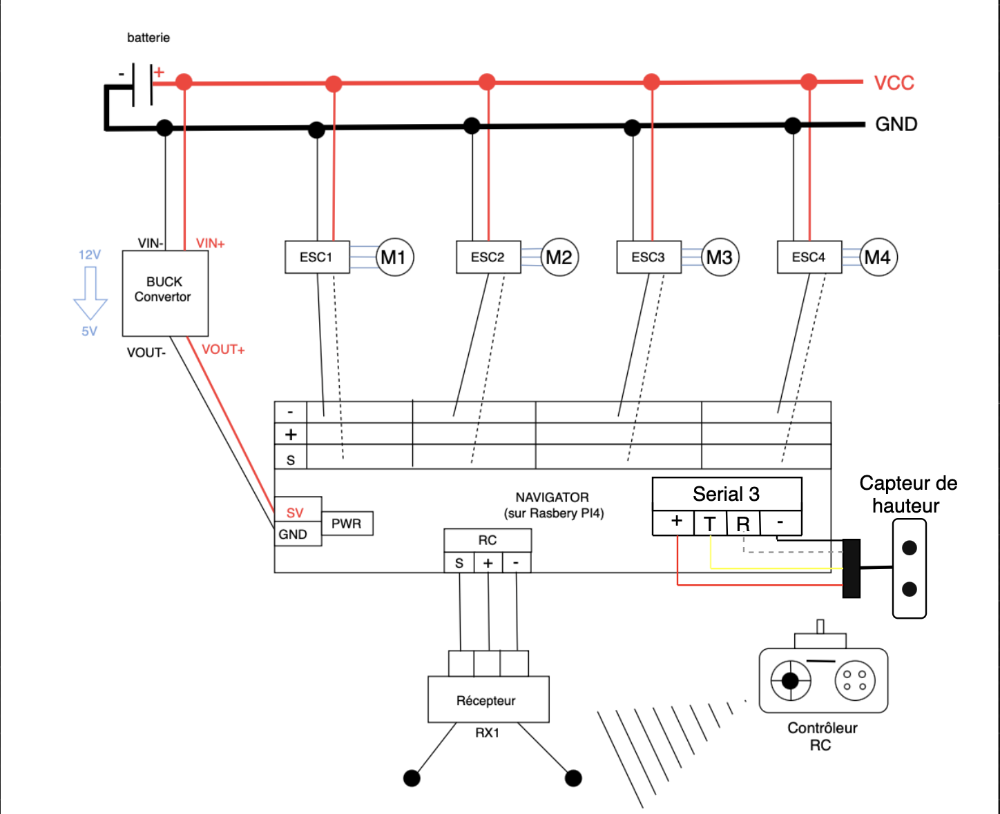 batterie
- +
VCC
GND
VIN- VIN+
12V
BUCK
Convertor
5V
VOUT- VOUT+
ESC1 M1
ESC2 M2
ESC3 M3
ESC4 M4
-
+
S
SV
GND
PWR
NAVIGATOR
(sur Rasbery PI4)
RC
S + -
Serial 3
+ T R -
Capteur de
hauteur
Récepteur
RX1
Contrôleur
RC